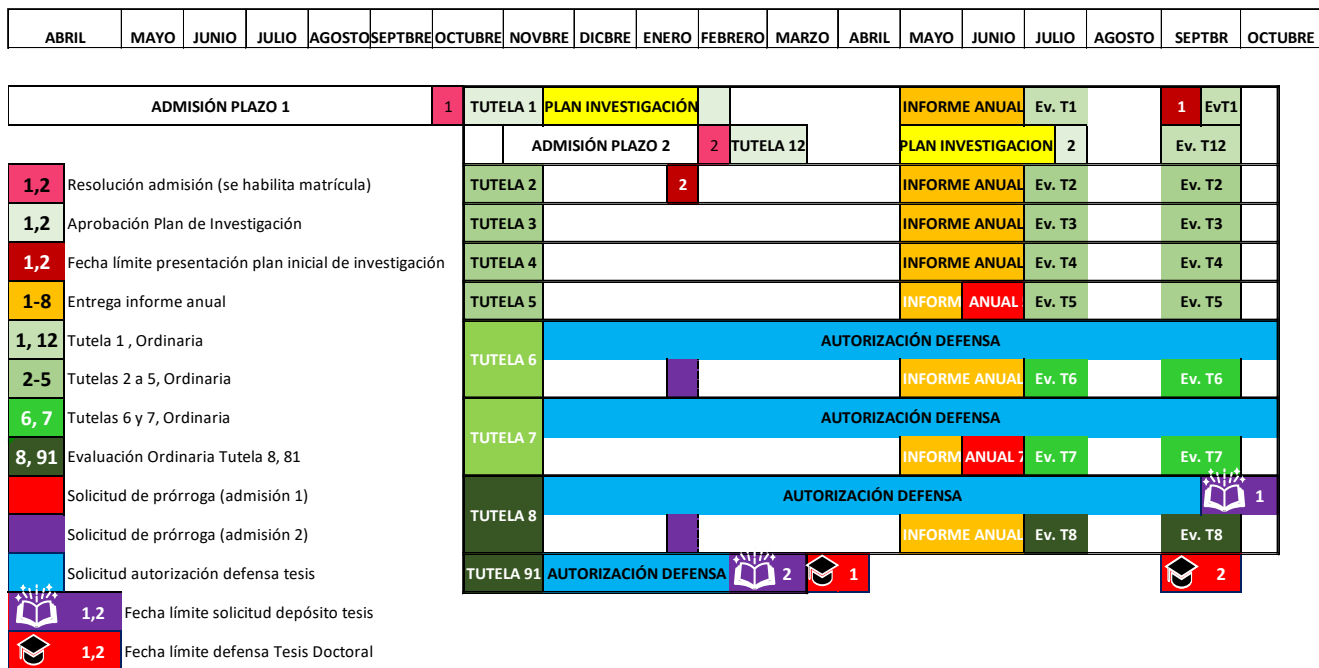 ABRIL MAYO JUNIO JULIO AGOSTO SEPTBRE OCTUBRE NOVBRE DICBRE ENERO FEBRERO MARZO ABRIL MAYO JUNIO JULIO AGOSTO SEPTBR OCTUBRE
ADMISIÓN PLAZO 1 1 TUTELA 1 PLAN INVESTIGACIÓN INFORME ANUAL Ev. T1 1 EvT1
ADMISIÓN PLAZO 2 2 TUTELA 12 PLAN INVESTIGACION 2 Ev. T12
1,2 Resolución admisión (se habilita matrícula) TUTELA 2 2 INFORME ANUAL Ev. T2 Ev. T2
1,2 Aprobación Plan de Investigación TUTELA 3 INFORME ANUAL Ev. T3 Ev. T3
1,2 Fecha límite presentación plan inicial de investigación TUTELA 4 INFORME ANUAL Ev. T4 Ev. T4
1-8 Entrega informe anual TUTELA 5 INFORM ANUAL Ev. T5 Ev. T5
1, 12 Tutela 1 , Ordinaria TUTELA 6 AUTORIZACIÓN DEFENSA
2-5 Tutelas 2 a 5, Ordinaria INFORME ANUAL Ev. T6 Ev. T6
6, 7 Tutelas 6 y 7, Ordinaria TUTELA 7 AUTORIZACIÓN DEFENSA
8, 91 Evaluación Ordinaria Tutela 8, 81 INFORM ANUAL 7 Ev. T7 Ev. T7
Solicitud de prórroga (admisión 1) TUTELA 8 AUTORIZACIÓN DEFENSA 1
Solicitud de prórroga (admisión 2) INFORME ANUAL Ev. T8 Ev. T8
Solicitud autorización defensa tesis TUTELA 91 AUTORIZACIÓN DEFENSA 2 1 2
1,2 Fecha límite solicitud depósito tesis
1,2 Fecha límite defensa Tesis Doctoral